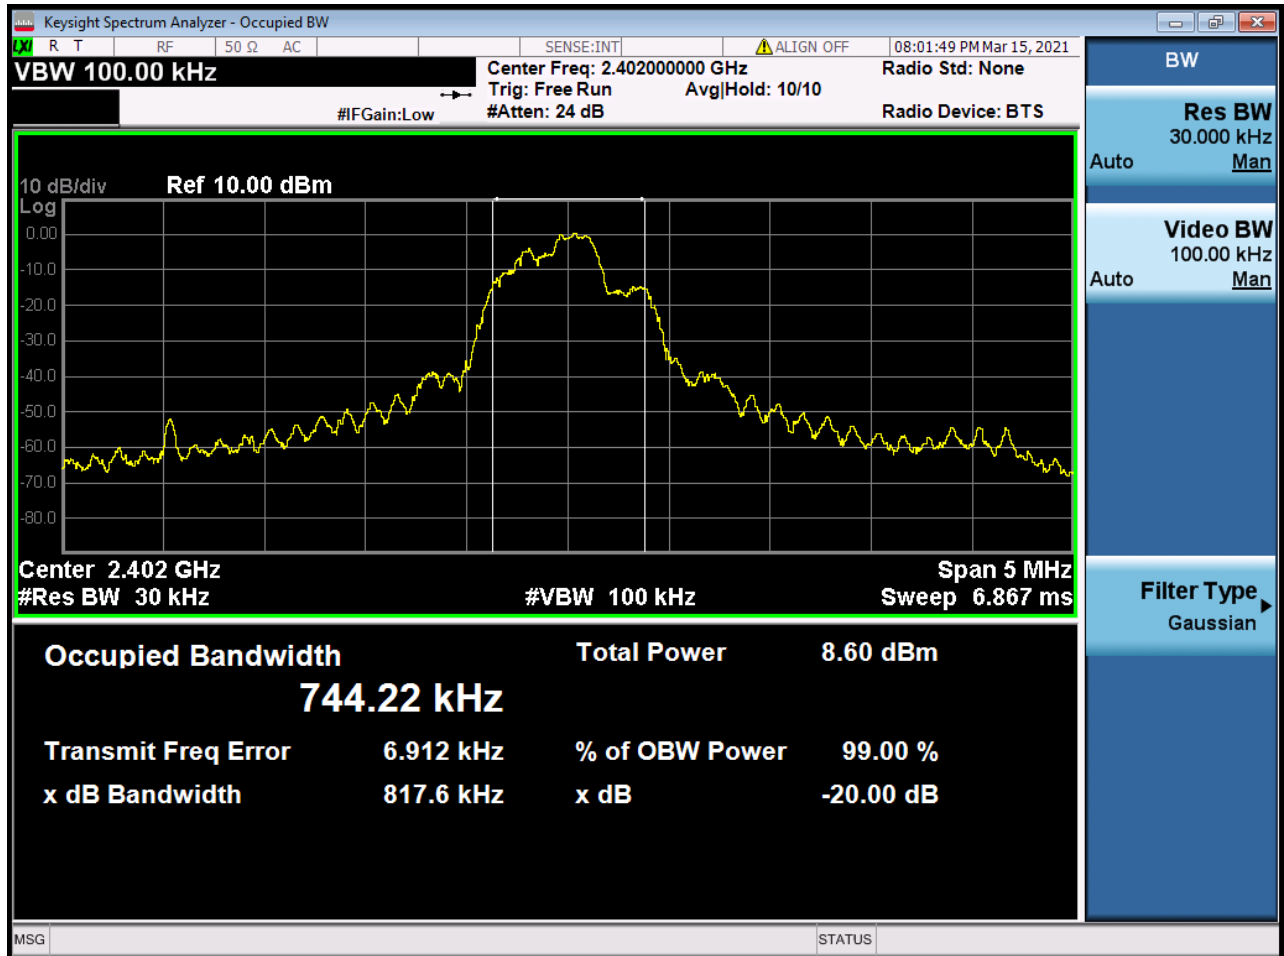 Keysight Spectrum Analyzer - Occupied BW
LXI R T RF 50 Ω AC SENSE:INT ALIGN OFF 08:01:49 PM Mar 15, 2021
VBW 100.00 kHz
Center Freq: 2.402000000 GHz
Radio Std: None
Trig: Free Run Avg|Hold: 10/10
#IFGain:Low
#Atten: 24 dB
Radio Device: BTS
10 dB/div Ref 10.00 dBm
Log
0.00
-10.0
-20.0
-30.0
-40.0
-50.0
-60.0
-70.0
-80.0
Center 2.402 GHz Span 5 MHz
#Res BW 30 kHz #VBW 100 kHz Sweep 6.867 ms
Occupied Bandwidth Total Power 8.60 dBm
744.22 kHz
Transmit Freq Error 6.912 kHz % of OBW Power 99.00 %
x dB Bandwidth 817.6 kHz x dB -20.00 dB
BW
Res BW
30.000 kHz
Auto Man
Video BW
100.00 kHz
Auto Man
Filter Type
Gaussian
MSG STATUS